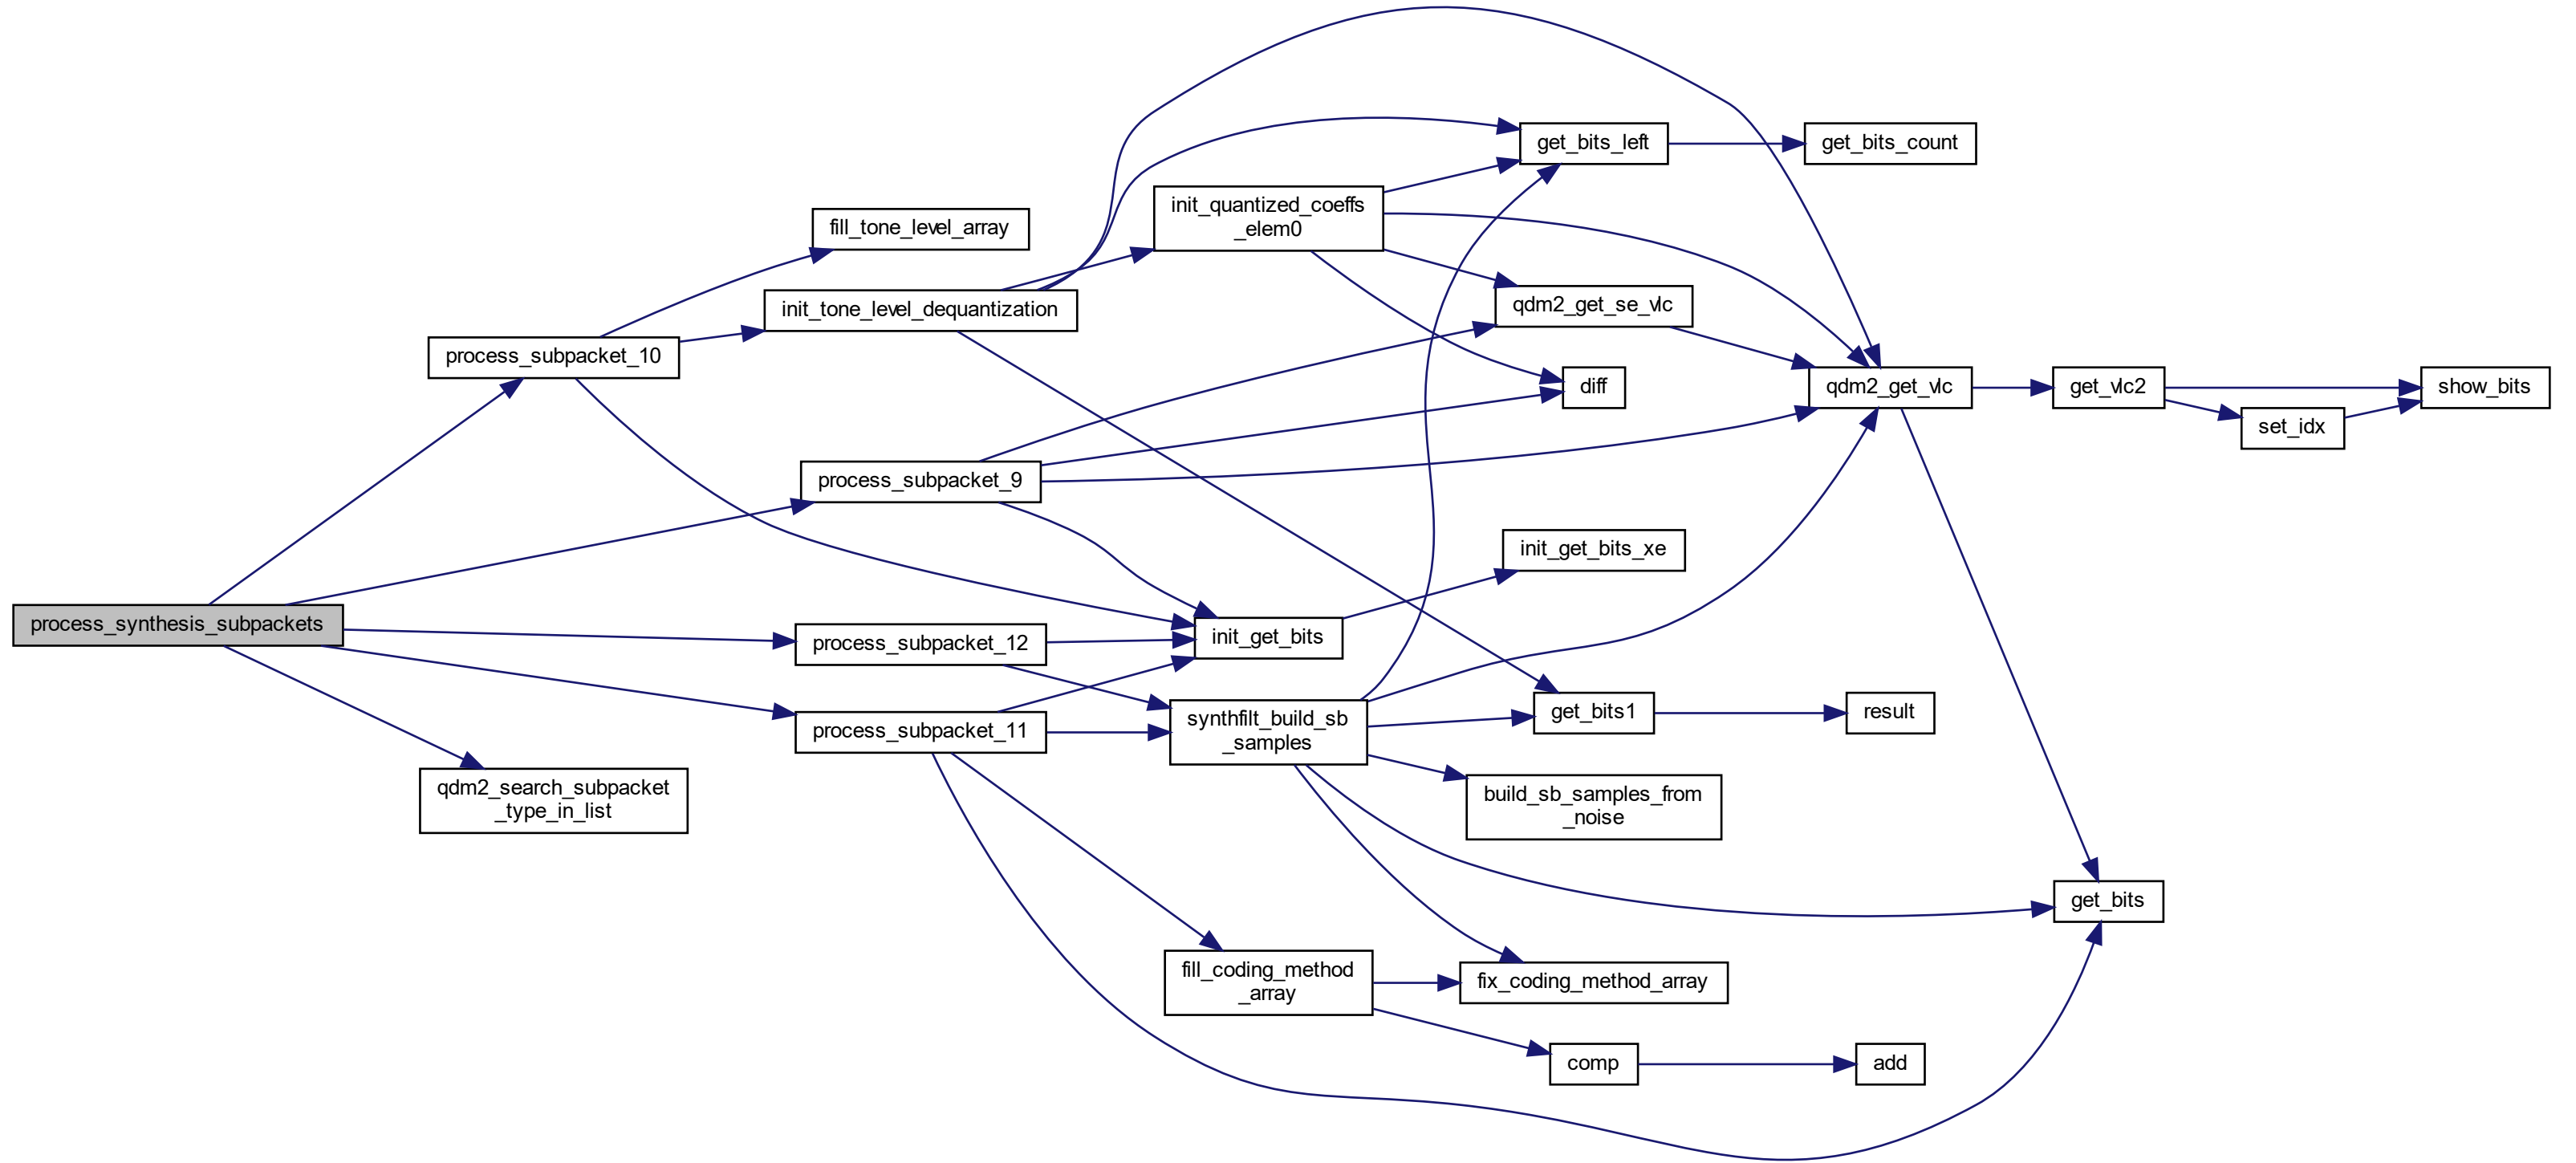 process_synthesis_subpackets
process_subpacket_10
qdm2_search_subpacket
_type_in_list
fill_tone_level_array
init_tone_level_dequantization
process_subpacket_9
process_subpacket_12
process_subpacket_11
init_quantized_coeffs
_elem0
init_get_bits
synthfilt_build_sb
_samples
fill_coding_method
_array
get_bits_left
qdm2_get_se_vlc
diff
init_get_bits_xe
get_bits1
build_sb_samples_from
_noise
fix_coding_method_array
comp
get_bits_count
qdm2_get_vlc
result
add
get_vlc2
get_bits
set_idx
show_bits